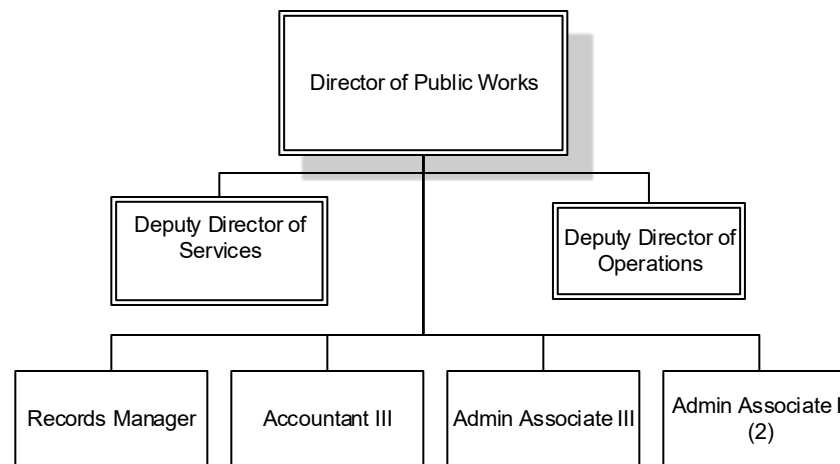 Director of Public Works
Deputy Director of
Services
Deputy Director of
Operations
Records Manager
Accountant III
Admin Associate III
Admin Associate
(2)